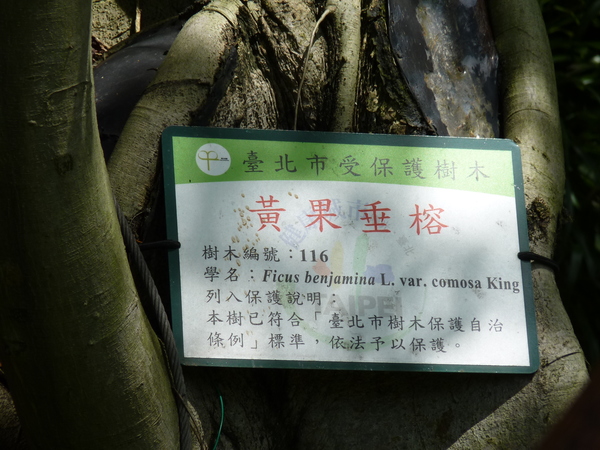 臺北市受保護樹木
黃果垂榕
樹木編號：116
學名：Ficus benjamina L. var. comosa King
列入保護說明：
TAIPEI
本樹已符合「臺北市樹木保護自治
條例」標準，依法予以保護。